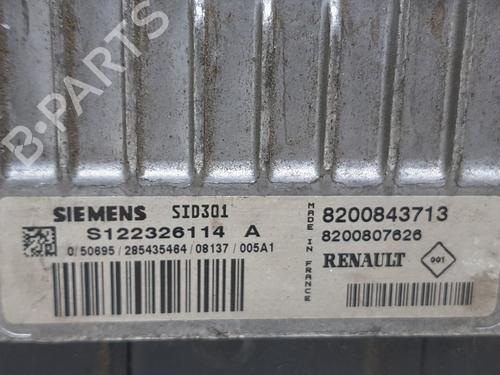 B-PARTS
SIEMENS SID301
S122326114 A
0/50695/285435464/08137/005A1
MADE IN FRANCE
8200843713
8200807626
RENAULT 001